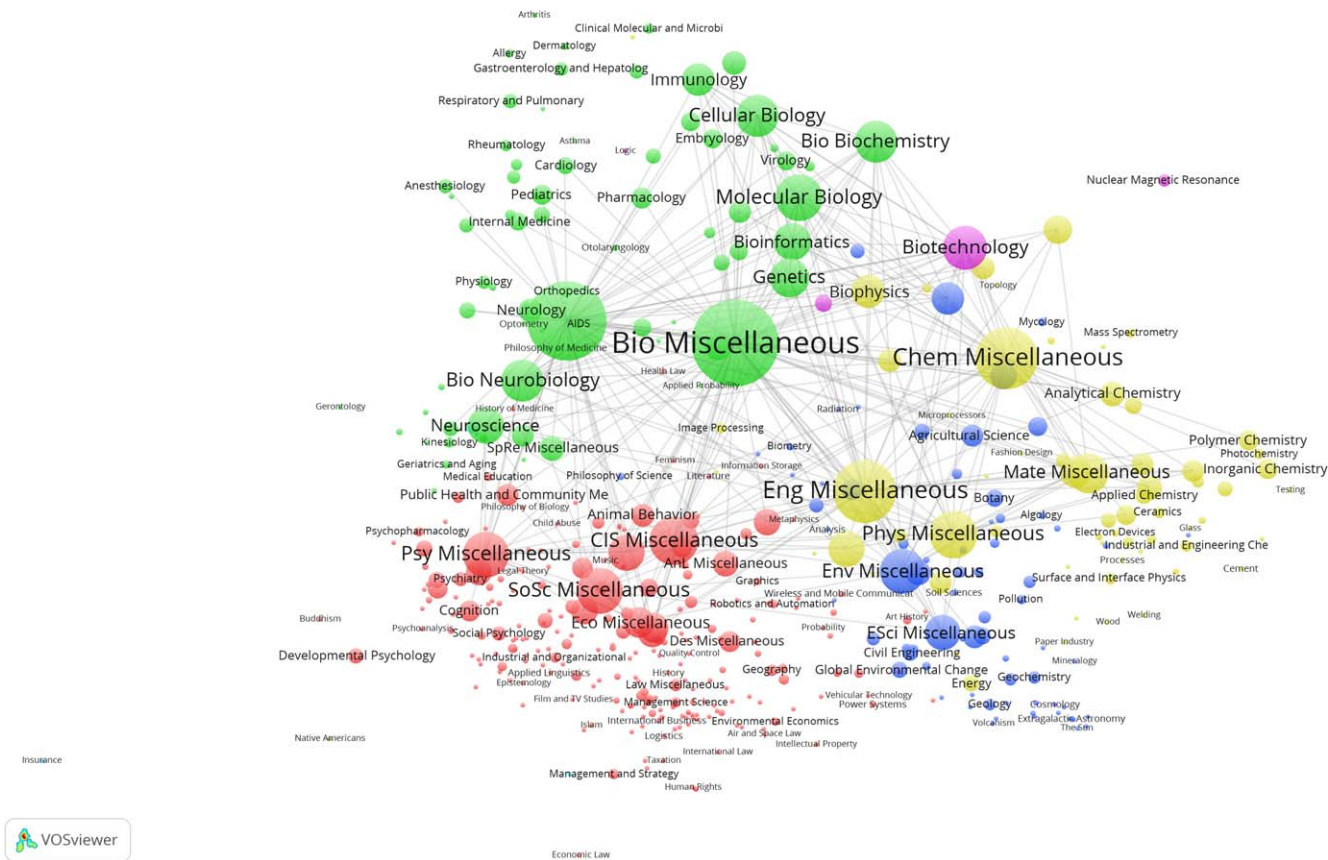 Arthritis
Clinical Molecular and Microbi
Dermatology
Allergy
Gastroenterology and Hepatolog
Immunology
Respiratory and Pulmonary
Cellular Biology
Embryology
Bio Biochemistry
Rheumatology
Asthma
Logic
Virology
Cardiology
Nuclear Magnetic Resonance
Anesthesiology
Pediatrics
Pharmacology
Molecular Biology
Internal Medicine
Otolaryngology
Bioinformatics
Biotechnology
Genetics
Topology
Physiology
Orthopedics
Biophysics
Neurology
Optometry
AIDS
Mycology
Mass Spectrometry
Philosophy of Medicine
Bio Miscellaneous
Chem Miscellaneous
Health Law
Bio Neurobiology
Applied Probability
Analytical Chemistry
Gerontology
History of Medicine
Radiation
Microprocessors
Neuroscience
Image Processing
Agricultural Science
Kinesiology
SpRe Miscellaneous
Biometry
Polymer Chemistry
Fashion Design
Photochemistry
Geriatrics and Aging
Feminism
Information Storage
Medical Education
Philosophy of Science
Literature
Mate Miscellaneous
Inorganic Chemistry
Testing
Public Health and Community Me
Eng Miscellaneous
Botany
Applied Chemistry
Philosophy of Biology
Animal Behavior
Metaphysics
Algology
Ceramics
Psychopharmacology
Child Abuse
Analysis
Phys Miscellaneous
Electron Devices
Glass
CIS Miscellaneous
Industrial and Engineering Che
Psy Miscellaneous
Music
AnL Miscellaneous
Processes
Legal Theory
Env Miscellaneous
Cement
Psychiatry
Graphics
Surface and Interface Physics
SoSc Miscellaneous
Wireless and Mobile Communicat
Soil Sciences
Pollution
Cognition
Robotics and Automation
Buddhism
Art History
Wood
Welding
Psychoanalysis
Social Psychology
Eco Miscellaneous
Probability
ESci Miscellaneous
Des Miscellaneous
Paper Industry
Developmental Psychology
Industrial and Organizational
Quality Control
Civil Engineering
Mineralogy
Applied Linguistics
History
Geography
Global Environmental Change
Geochemistry
Epistemology
Law Miscellaneous
Energy
Film and TV Studies
Management Science
Vehicular Technology
Geology
Cosmology
Power Systems
Islam
International Business
Environmental Economics
Volcanism
Extragalactic Astronomy
The Sun
Native Americans
Logistics
Air and Space Law
Intellectual Property
International Law
Insurance
Taxation
Management and Strategy
Human Rights
VOSviewer
Economic Law